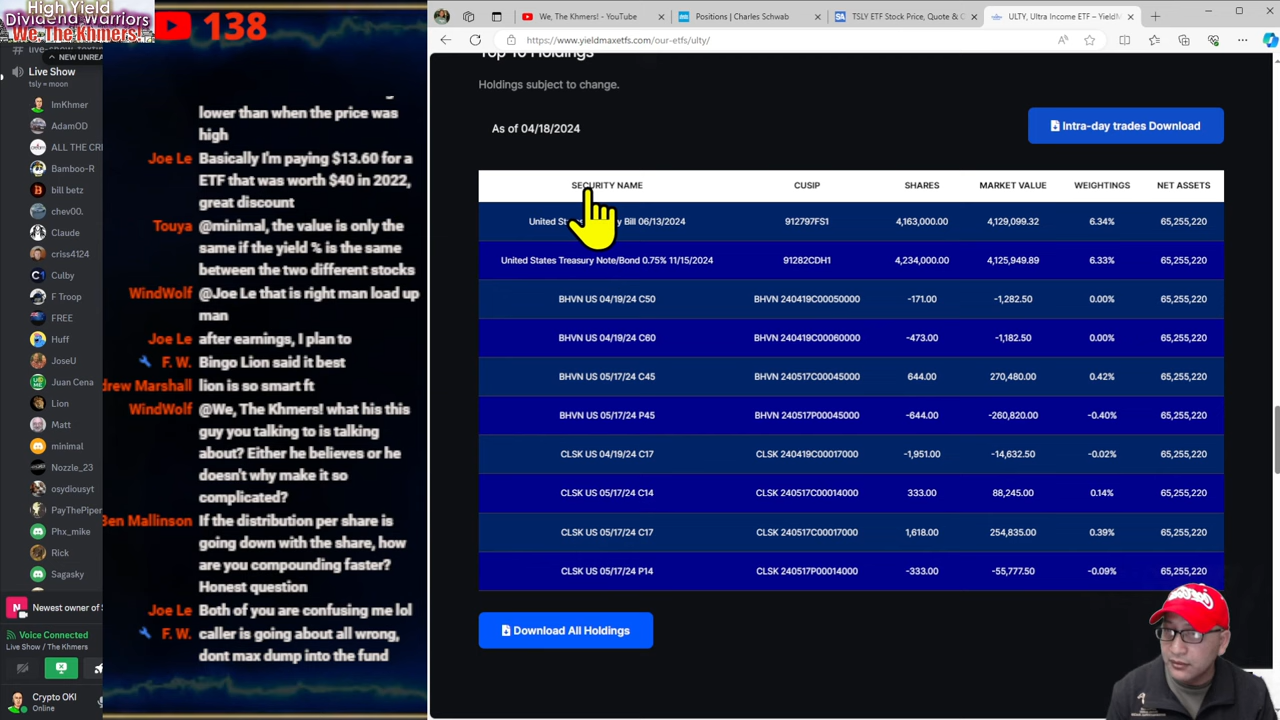 High Yield
Dividend Warriors
We, The Khmers!
138
NEW UNREA
Live Show
tsly = moon
ImKhmer
AdamOD
ALL THE CRI
Bamboo-R
bill betz
chev00.
Claude
criss4124
Culby
F Troop
FREE
Huff
JoseU
Juan Cena
Lion
Matt
minimal
Nozzle_23
osydiousyt
PayThePiper
Phx_mike
Rick
Sagasky
Newest owner of S
Voice Connected
Live Show / The Khmers
Crypto OKI
Online
lower than when the price was
high
Joe Le Basically I'm paying $13.60 for a
ETF that was worth $40 in 2022,
great discount
Touya @minimal, the value is only the
same if the yield % is the same
between the two different stocks
WindWolf @Joe Le that is right man load up
man
Joe Le after earnings, I plan to
F. W. Bingo Lion said it best
drew Marshall lion is so smart ft
WindWolf @We, The Khmers! what his this
guy you talking to is talking
about? Either he believes or he
doesn't why make it so
complicated?
Ben Mallinson If the distribution per share is
going down with the share, how
are you compounding faster?
Honest question
Joe Le Both of you are confusing me lol
F. W. caller is going about all wrong,
dont max dump into the fund
We, The Khmers! - YouTube
Positions | Charles Schwab
TSLY ETF Stock Price, Quote & C
ULTY, Ultra Income ETF – YieldM
https://www.yieldmaxetfs.com/our-etfs/ulty/
Top 10 Holdings
Holdings subject to change.
As of 04/18/2024
Intra-day trades Download
SECURITY NAME CUSIP SHARES MARKET VALUE WEIGHTINGS NET ASSETS
United Bill 06/13/2024 912797FS1 4,163,000.00 4,129,099.32 6.34% 65,255,220
United States Treasury Note/Bond 0.75% 11/15/2024 91282CDH1 4,234,000.00 4,125,949.89 6.33% 65,255,220
BHVN US 04/19/24 C50 BHVN 240419C00050000 -171.00 -1,282.50 0.00% 65,255,220
BHVN US 04/19/24 C60 BHVN 240419C00060000 -473.00 -1,182.50 0.00% 65,255,220
BHVN US 05/17/24 C45 BHVN 240517C00045000 644.00 270,480.00 0.42% 65,255,220
BHVN US 05/17/24 P45 BHVN 240517P00045000 -644.00 -260,820.00 -0.40% 65,255,220
CLSK US 04/19/24 C17 CLSK 240419C00017000 -1,951.00 -14,632.50 -0.02% 65,255,220
CLSK US 05/17/24 C14 CLSK 240517C00014000 333.00 88,245.00 0.14% 65,255,220
CLSK US 05/17/24 C17 CLSK 240517C00017000 1,618.00 254,835.00 0.39% 65,255,220
CLSK US 05/17/24 P14 CLSK 240517P00014000 -333.00 -55,777.50 -0.09% 65,255,220
Download All Holdings